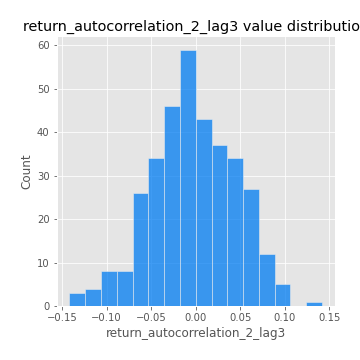 return_autocorrelation_2_lag3 value distributio
60
50
40
30
20
10
0
Count
−0.15 −0.10 −0.05 0.00 0.05 0.10 0.15
return_autocorrelation_2_lag3